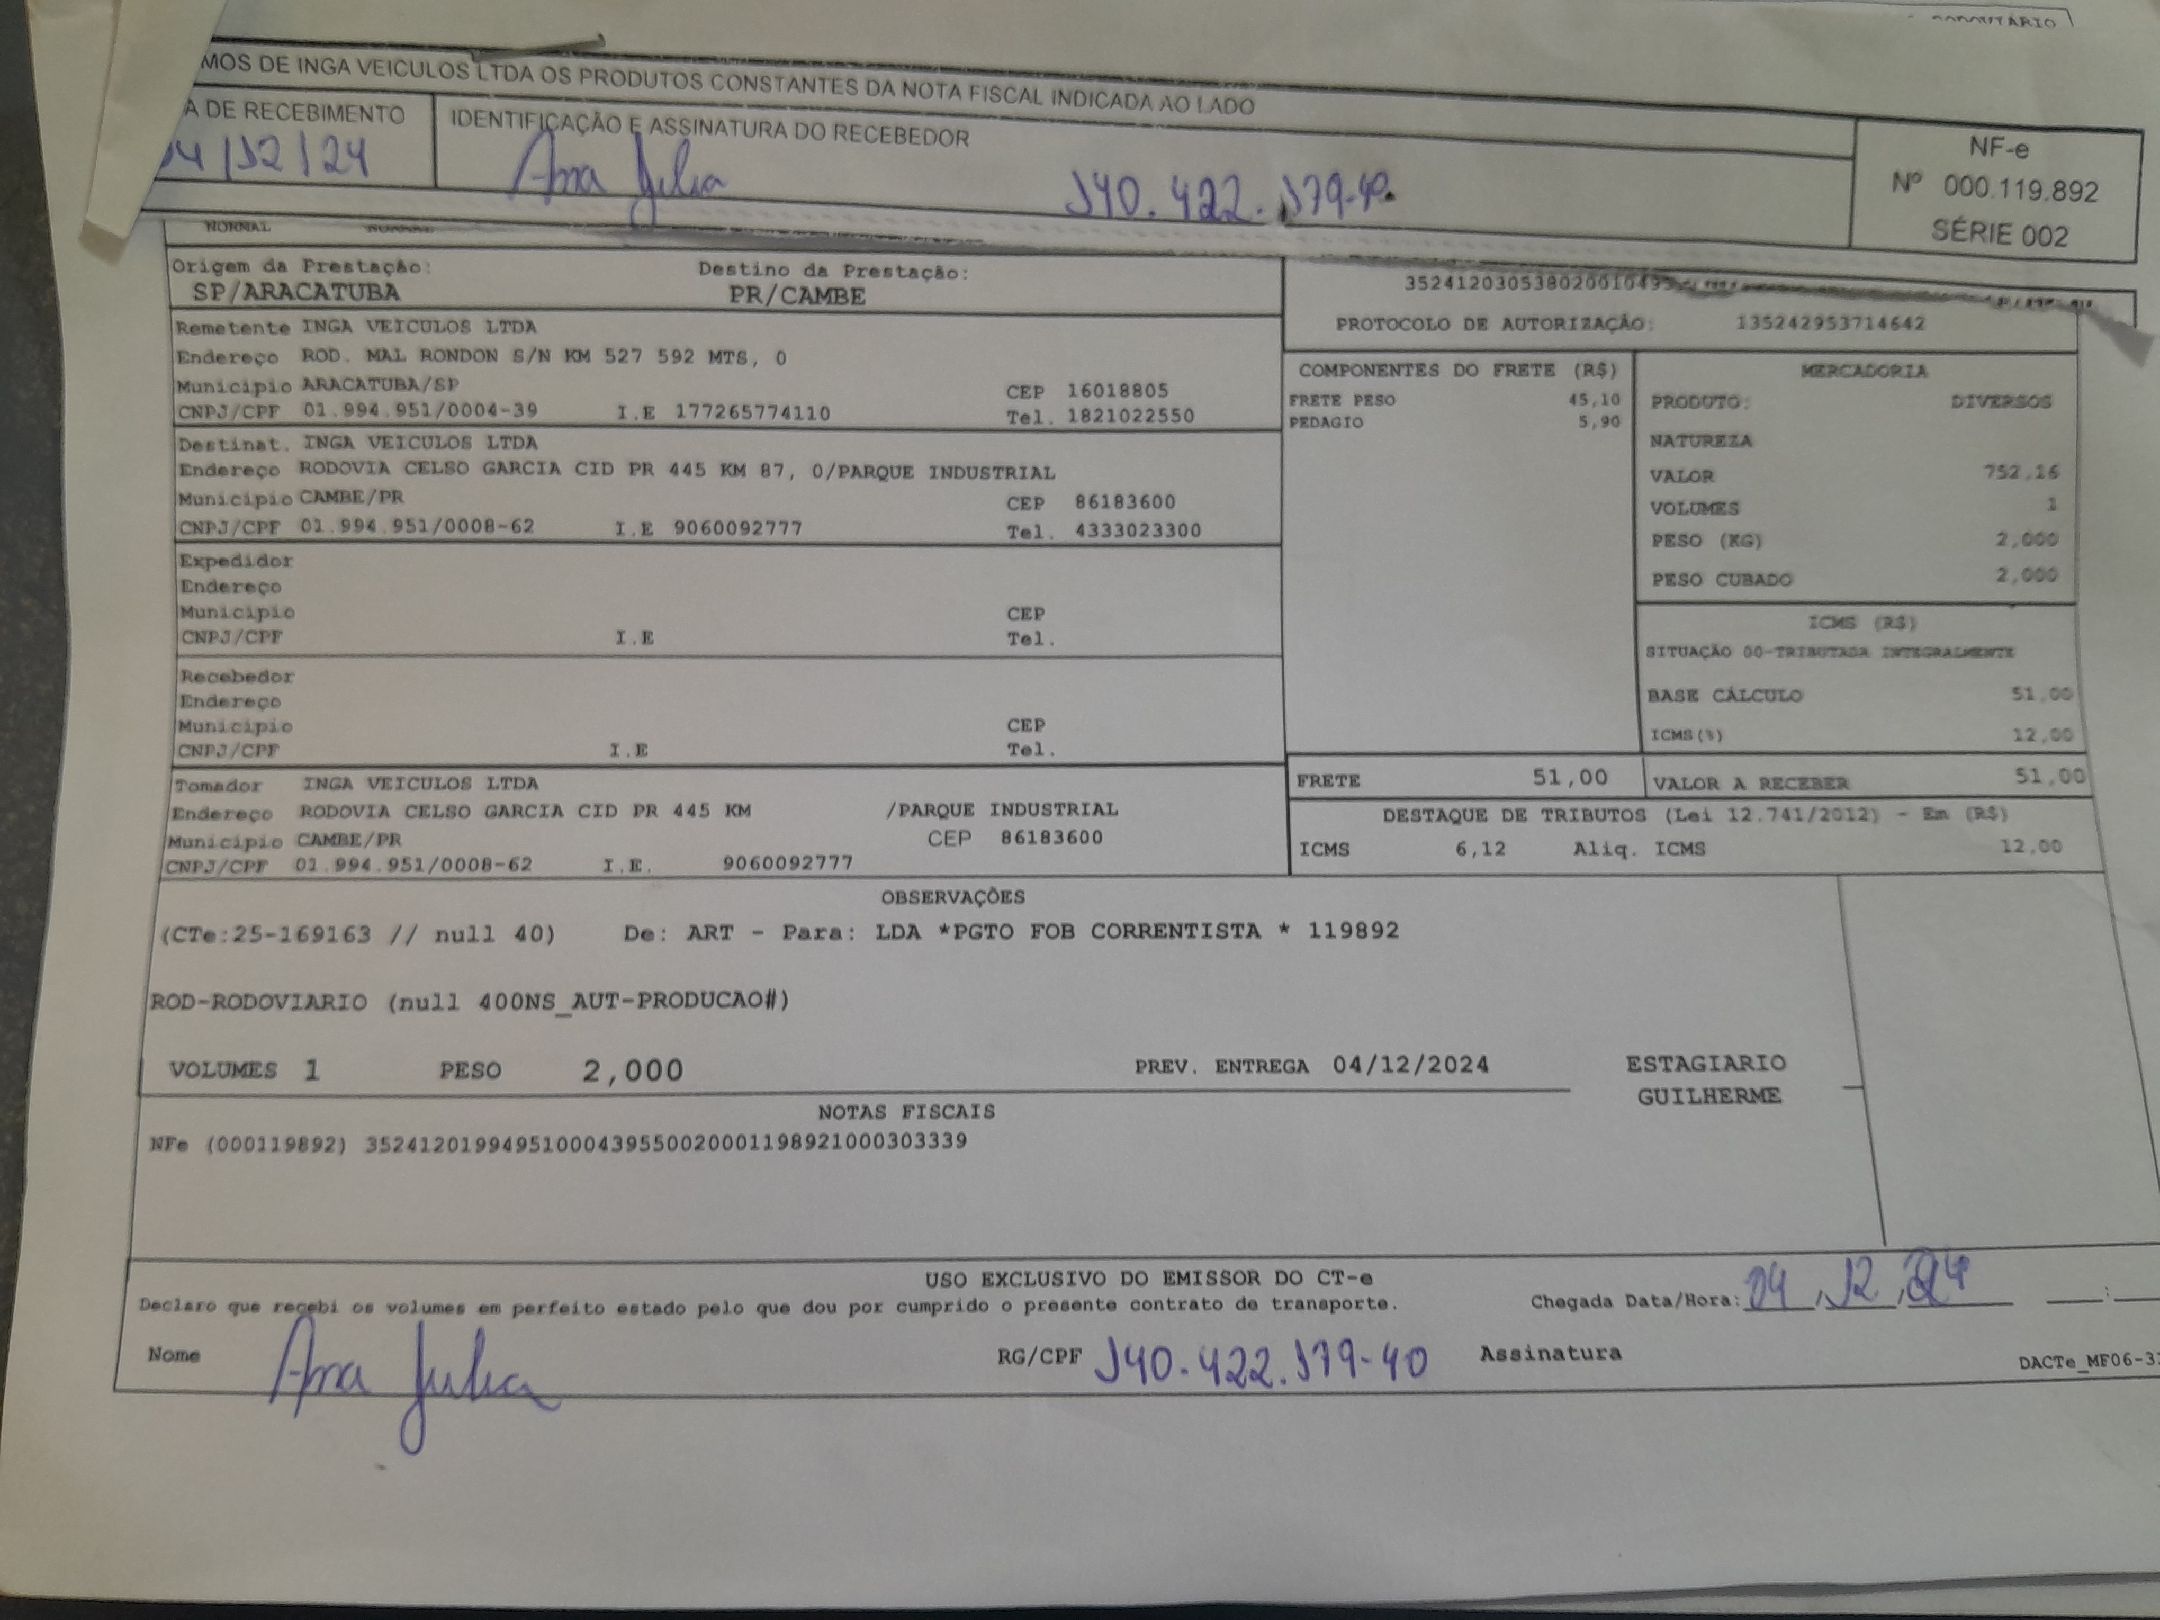 MOS DE INGA VEICULOS LTDA OS PRODUTOS CONSTANTES DA NOTA FISCAL INDICADA AO LADO
A DE RECEBIMENTO
04/12/24
IDENTIFICAÇÃO E ASSINATURA DO RECEBEDOR
Ana Julia 140.422.179-40
NF-e
Nº 000.119.892
SÉRIE 002
NORMAL
Origem da Prestação: Destino da Prestação:
SP/ARACATUBA PR/CAMBE
Remetente INGA VEICULOS LTDA
Endereço ROD. MAL RONDON S/N KM 527 592 MTS, 0
Município ARACATUBA/SP CEP 16018805
CNPJ/CPF 01.994.951/0004-39 I.E 177265774110 Tel. 1821022550
Destinat. INGA VEICULOS LTDA
Endereço RODOVIA CELSO GARCIA CID PR 445 KM 87, 0/PARQUE INDUSTRIAL
Município CAMBE/PR CEP 86183600
CNPJ/CPF 01.994.951/0008-62 I.E 9060092777 Tel. 4333023300
Expedidor
Endereço
Município CEP
CNPJ/CPF I.E Tel.
Recebedor
Endereço
Município CEP
CNPJ/CPF I.E Tel.
Tomador INGA VEICULOS LTDA
Endereço RODOVIA CELSO GARCIA CID PR 445 KM /PARQUE INDUSTRIAL
Município CAMBE/PR CEP 86183600
CNPJ/CPF 01.994.951/0008-62 I.E. 9060092777
PROTOCOLO DE AUTORIZAÇÃO: 135242953714642
COMPONENTES DO FRETE (R$)
FRETE PESO 45,10
PEDAGIO 5,90
MERCADORIA
PRODUTO: DIVERSOS
NATUREZA
VALOR 752,16
VOLUMES 1
PESO (KG) 2,000
PESO CUBADO 2,000
ICMS (R$)
SITUAÇÃO 00-TRIBUTADA INTEGRALMENTE
BASE CÁLCULO 51,00
ICMS(%) 12,00
FRETE 51,00 VALOR A RECEBER 51,00
DESTAQUE DE TRIBUTOS (Lei 12.741/2012) - Em (R$)
ICMS 6,12 Aliq. ICMS 12,00
OBSERVAÇÕES
(CTe:25-169163 // null 40) De: ART - Para: LDA *PGTO FOB CORRENTISTA * 119892
ROD-RODOVIARIO (null 400NS_AUT-PRODUCAO#)
VOLUMES 1 PESO 2,000 PREV. ENTREGA 04/12/2024
ESTAGIARIO
GUILHERME
NOTAS FISCAIS
NFe (000119892) 35241201994951000439550020001198921000303339
USO EXCLUSIVO DO EMISSOR DO CT-e
Declaro que recebi os volumes em perfeito estado pelo que dou por cumprido o presente contrato de transporte.
Chegada Data/Hora: 04/12/24 :
Nome Ana Julia RG/CPF 140.422.179-40 Assinatura
DACTe_MF06-